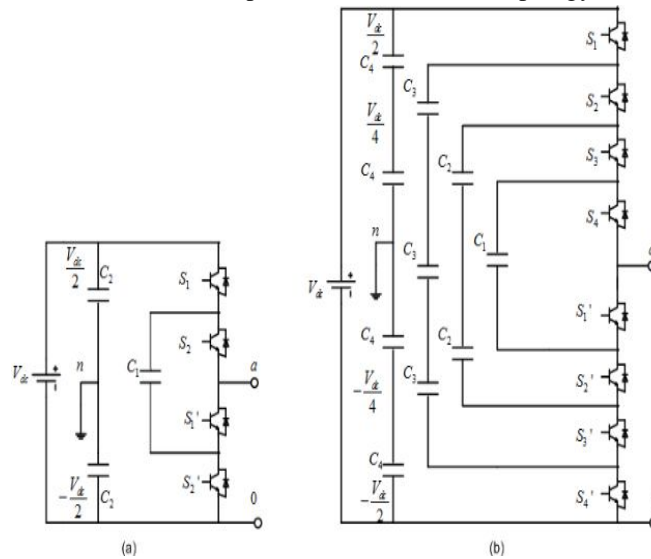 topology
V_dc/2
C_2
n
V_dc
+
-
C_1
S_1
S_2
a
S_1'
C_2
-V_dc/2
S_2'
0
(a)
V_dc/2
C_4
V_dc/4
C_4
n
V_dc
+
-
C_4
-V_dc/4
C_4
-V_dc/2
C_3
C_3
C_3
C_2
C_2
C_1
S_1
S_2
S_3
S_4
S_1'
S_2'
S_3'
S_4'
(b)